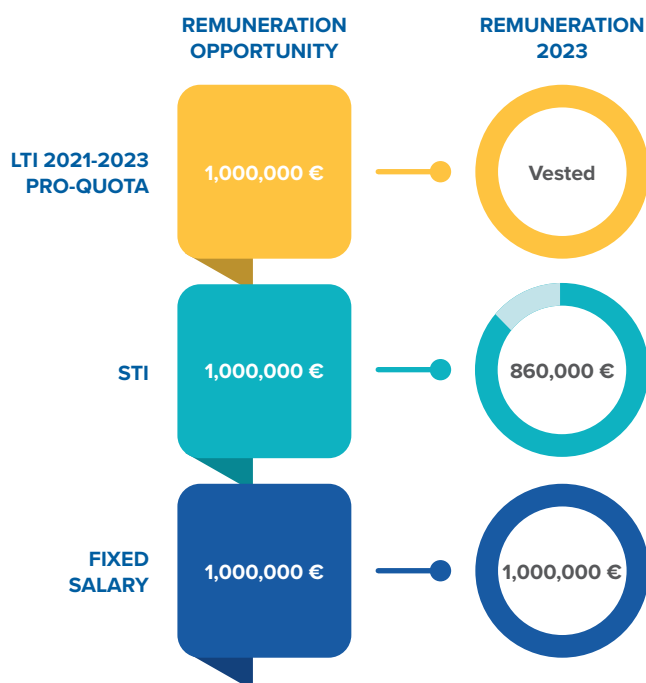 REMUNERATION
OPPORTUNITY
REMUNERATION
2023
LTI 2021-2023
PRO-QUOTA
1,000,000 €
Vested
STI
1,000,000 €
860,000 €
FIXED
SALARY
1,000,000 €
1,000,000 €